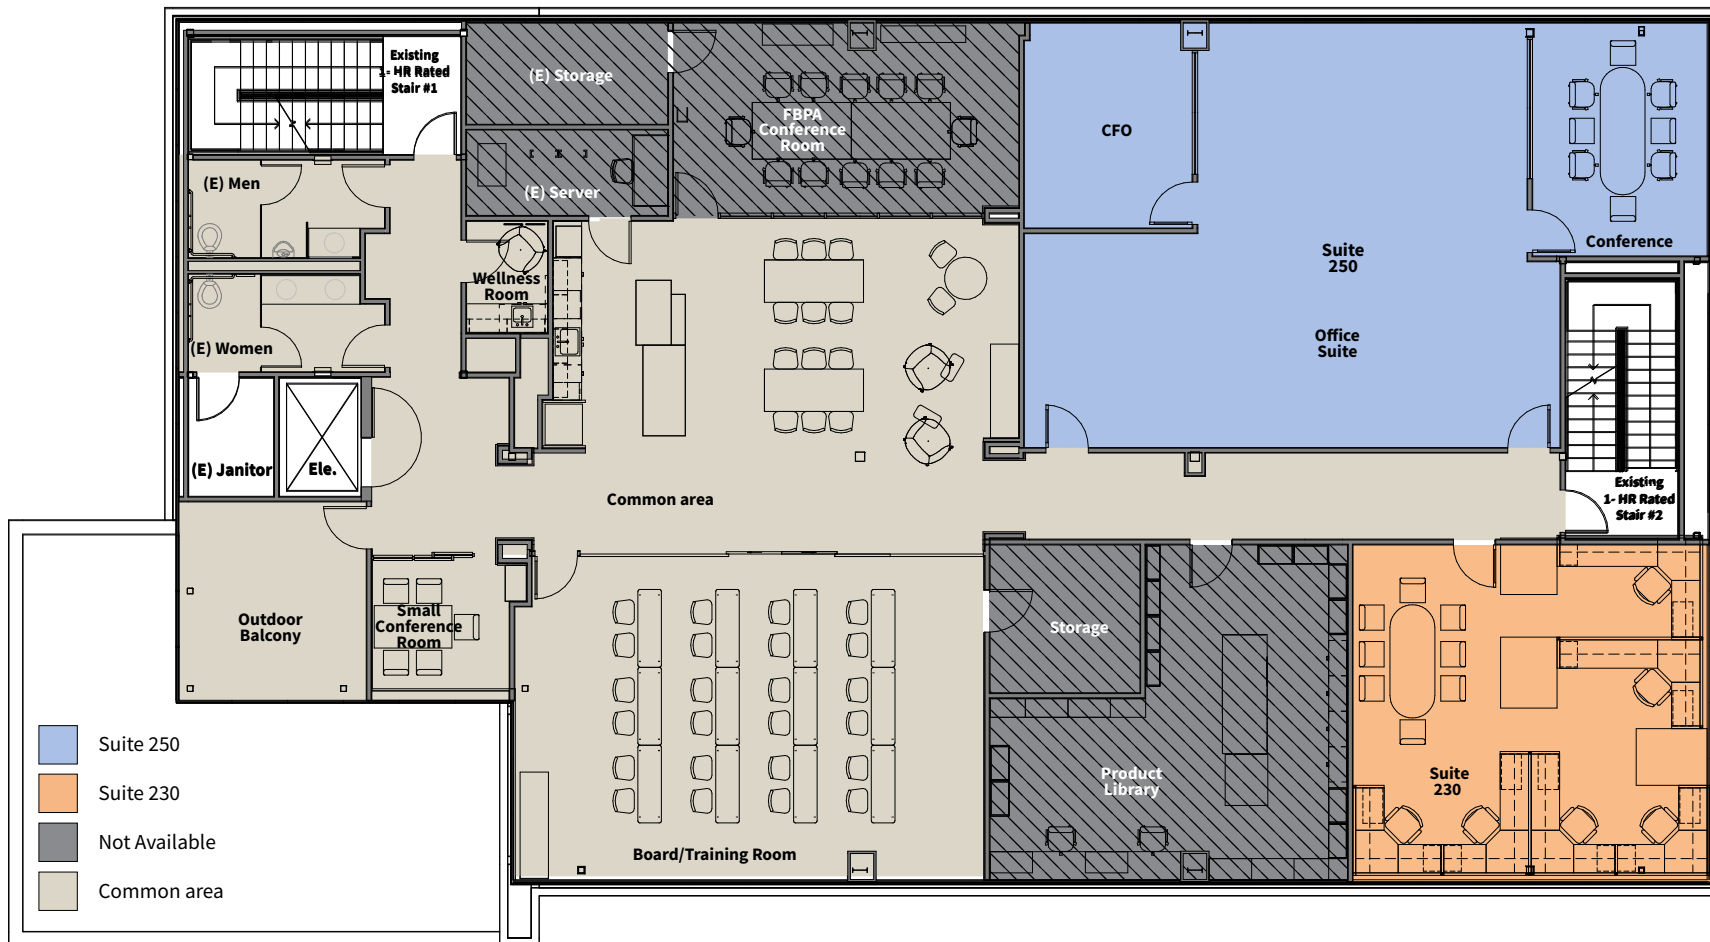 Existing
1- HR Rated
Stair #1
(E) Storage
FBPA
Conference
Room
CFO
(E) Men
(E) Server
Conference
Suite
250
Wellness
Room
Office
Suite
(E) Women
(E) Janitor
Ele.
Common area
Existing
1- HR Rated
Stair #2
Outdoor
Balcony
Small
Conference
Room
Storage
Suite 250
Suite 230
Not Available
Common area
Product
Library
Suite
230
Board/Training Room